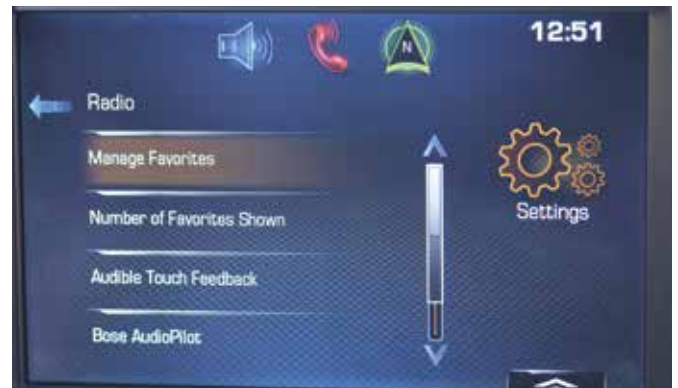 12:51
N
Radio
Manage Favorites
Number of Favorites Shown
Audible Touch Feedback
Bose AudioPilot
Settings